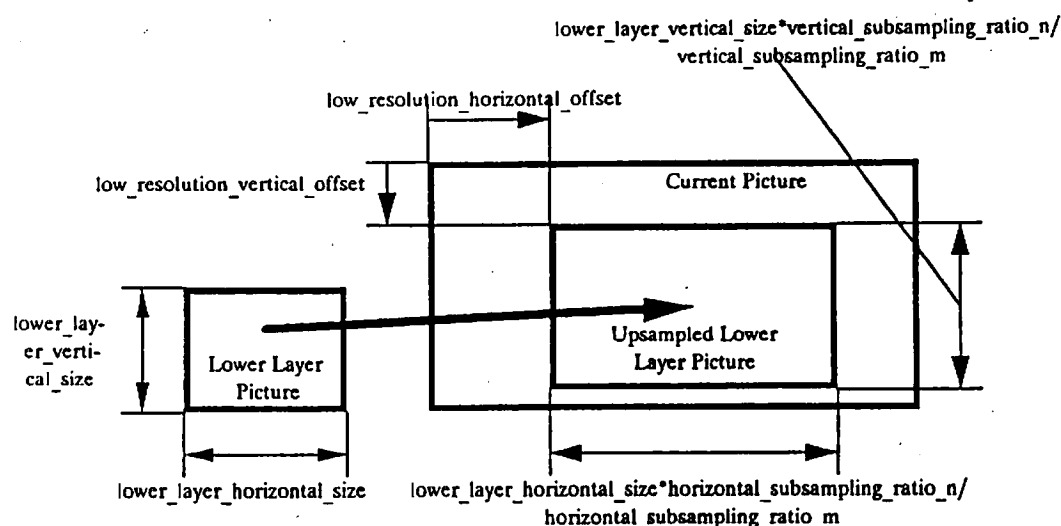 lower_layer_vertical_size*vertical_subsampling_ratio_n/
vertical_subsampling_ratio_m
low_resolution_horizontal_offset
low_resolution_vertical_offset
Current Picture
lower_lay-
er_verti-
cal_size
Lower Layer
Picture
Upsampled Lower
Layer Picture
lower_layer_horizontal_size
lower_layer_horizontal_size*horizontal_subsampling_ratio_n/
horizontal_subsampling_ratio_m